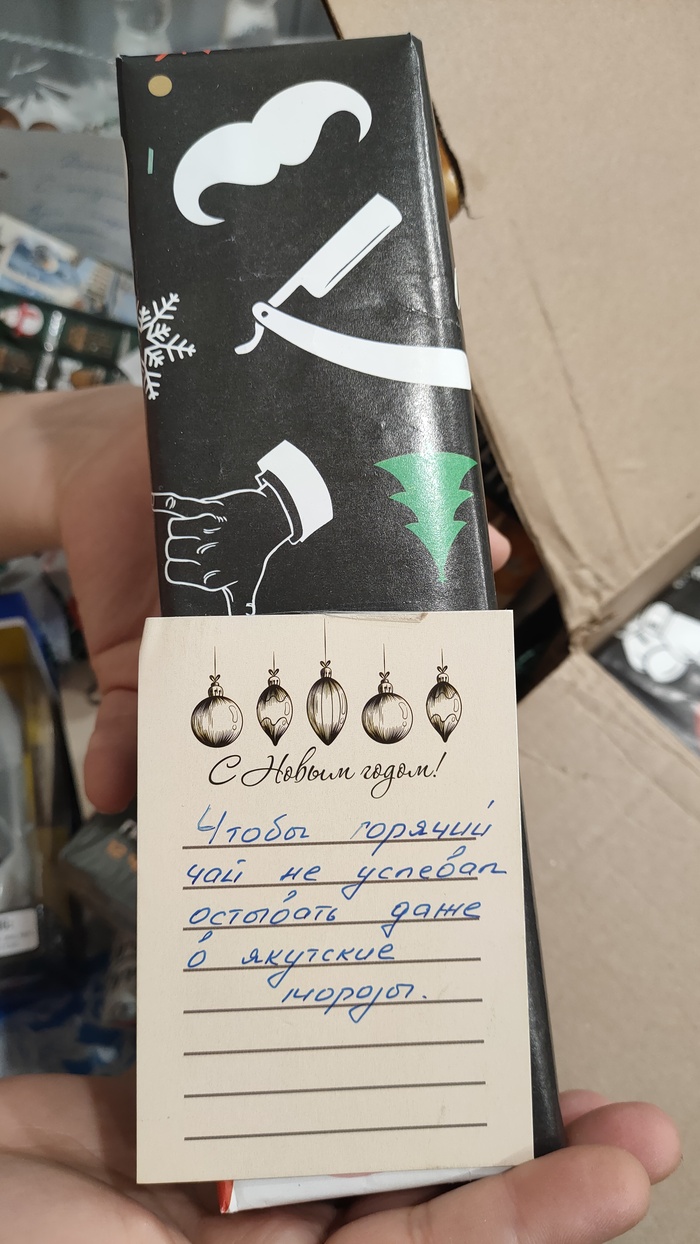 С Новым годом!
Чтобы горячий
чай не успевал
остывать даже
в якутские
морозы.